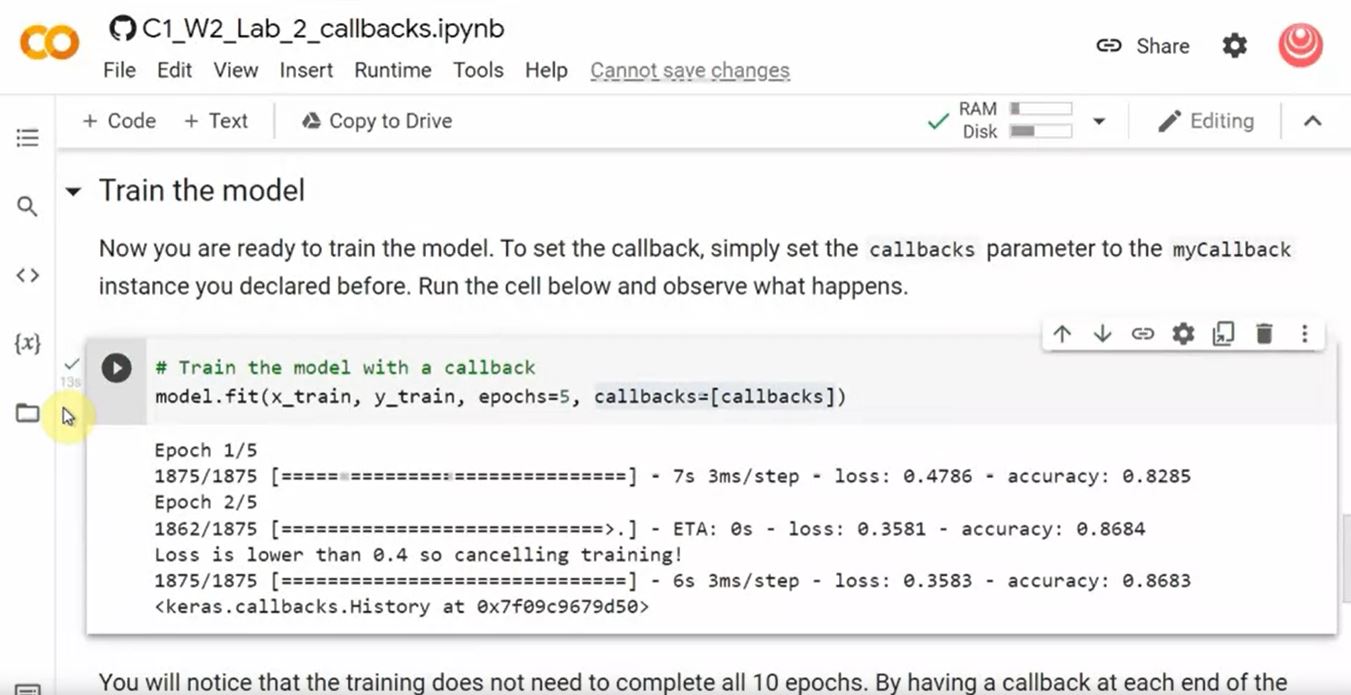 C1_W2_Lab_2_callbacks.ipynb
Share
File Edit View Insert Runtime Tools Help Cannot save changes
+ Code + Text Copy to Drive
RAM
Disk
Editing
Train the model
Now you are ready to train the model. To set the callback, simply set the callbacks parameter to the myCallback
instance you declared before. Run the cell below and observe what happens.
{x}
13s
# Train the model with a callback
model.fit(x_train, y_train, epochs=5, callbacks=[callbacks])
Epoch 1/5
1875/1875 [==============================] - 7s 3ms/step - loss: 0.4786 - accuracy: 0.8285
Epoch 2/5
1862/1875 [============================>.] - ETA: 0s - loss: 0.3581 - accuracy: 0.8684
Loss is lower than 0.4 so cancelling training!
1875/1875 [==============================] - 6s 3ms/step - loss: 0.3583 - accuracy: 0.8683
<keras.callbacks.History at 0x7f09c9679d50>
You will notice that the training does not need to complete all 10 epochs. By having a callback at each end of the